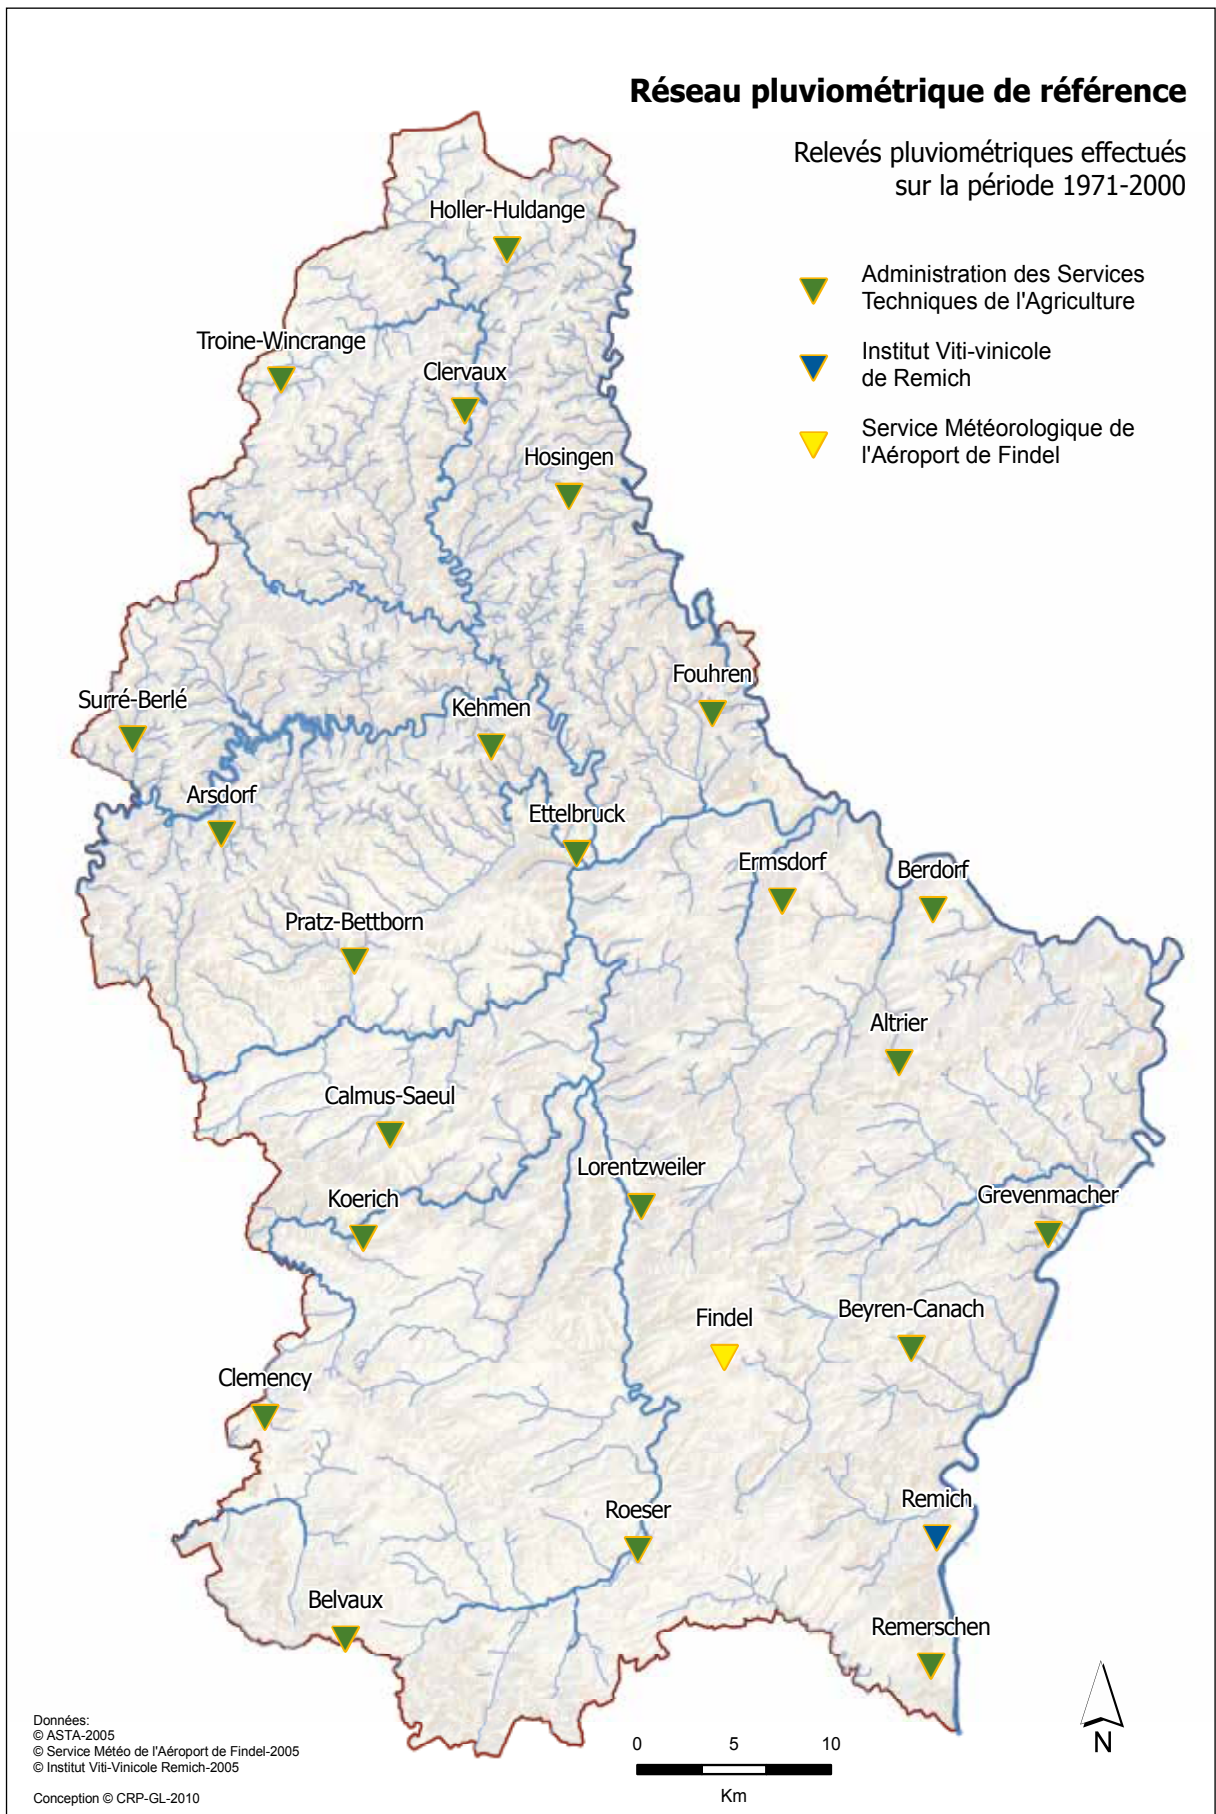 Réseau pluviométrique de référence
Relevés pluviométriques effectués
sur la période 1971-2000
Administration des Services
Techniques de l'Agriculture
Institut Viti-vinicole
de Remich
Service Météorologique de
l'Aéroport de Findel
Holler-Huldange
Troine-Wincrange
Clervaux
Hosingen
Fouhren
Surré-Berlé
Kehmen
Arsdorf
Ettelbruck
Ermsdorf
Berdorf
Pratz-Bettborn
Altrier
Calmus-Saeul
Lorentzweiler
Koerich
Grevenmacher
Findel
Beyren-Canach
Clemency
Remich
Roeser
Belvaux
Remerschen
Données:
© ASTA-2005
© Service Météo de l'Aéroport de Findel-2005
© Institut Viti-Vinicole Remich-2005
Conception © CRP-GL-2010
0 5 10
Km
N